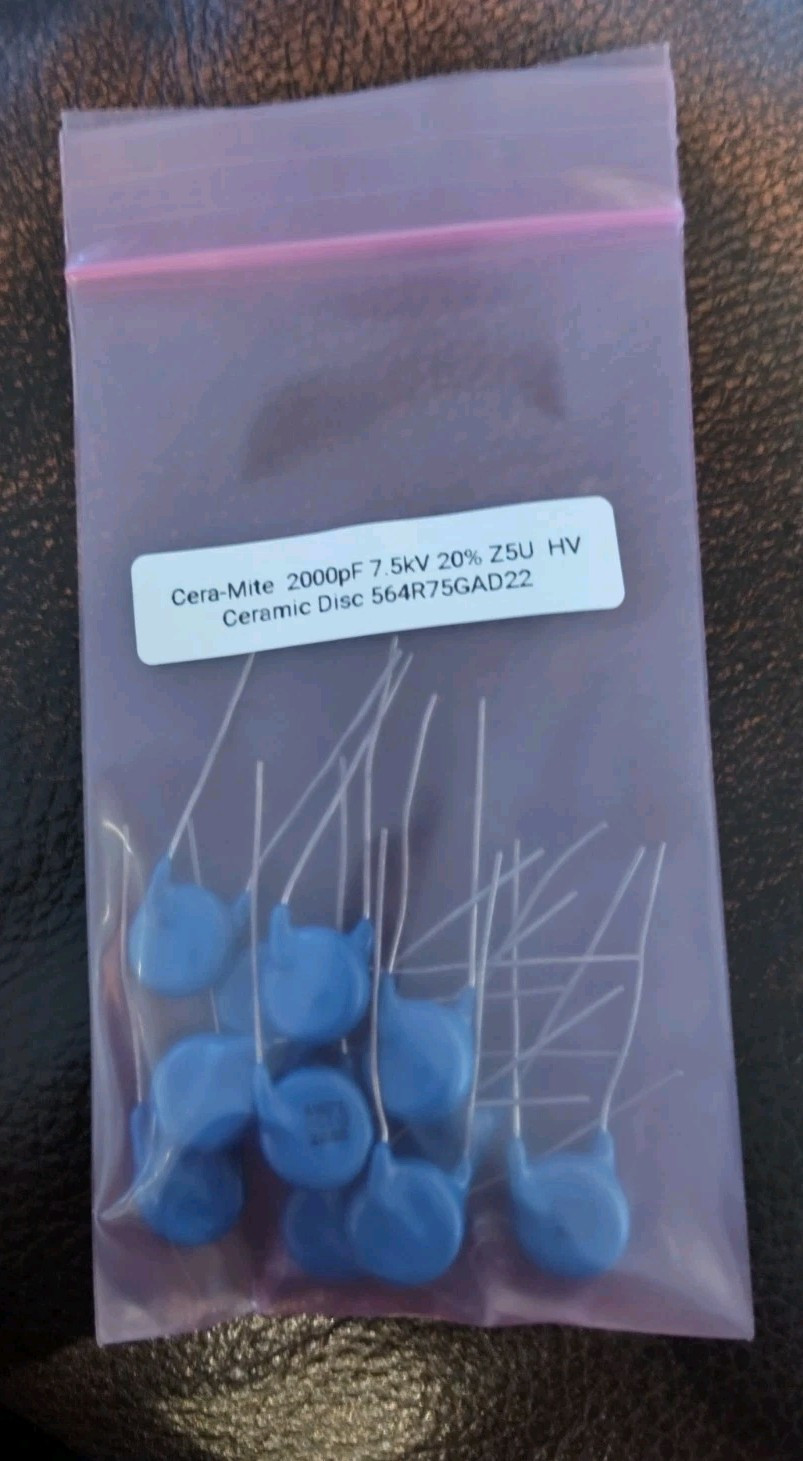 Cera-Mite 2000pF 7.5kV 20% Z5U HV
Ceramic Disc 564R75GAD22